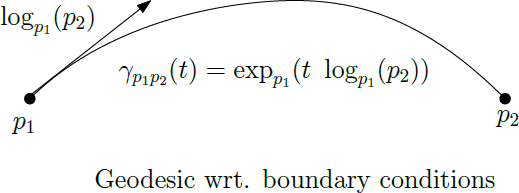 log_{p_1}(p_2)
γ_{p_1p_2}(t) = exp_{p_1}(t log_{p_1}(p_2))
p_1
p_2
Geodesic wrt. boundary conditions